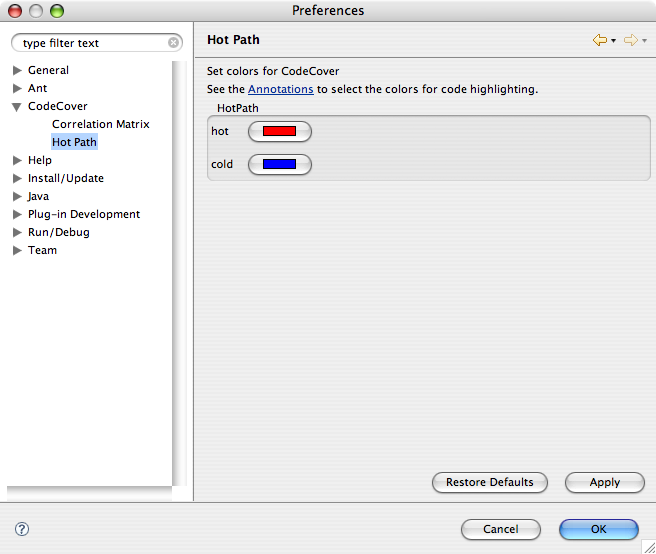 Preferences
type filter text
General
Ant
CodeCover
Correlation Matrix
Hot Path
Help
Install/Update
Java
Plug-in Development
Run/Debug
Team
Hot Path
Set colors for CodeCover
See the Annotations to select the colors for code highlighting.
HotPath
hot
cold
Restore Defaults
Apply
?
Cancel
OK